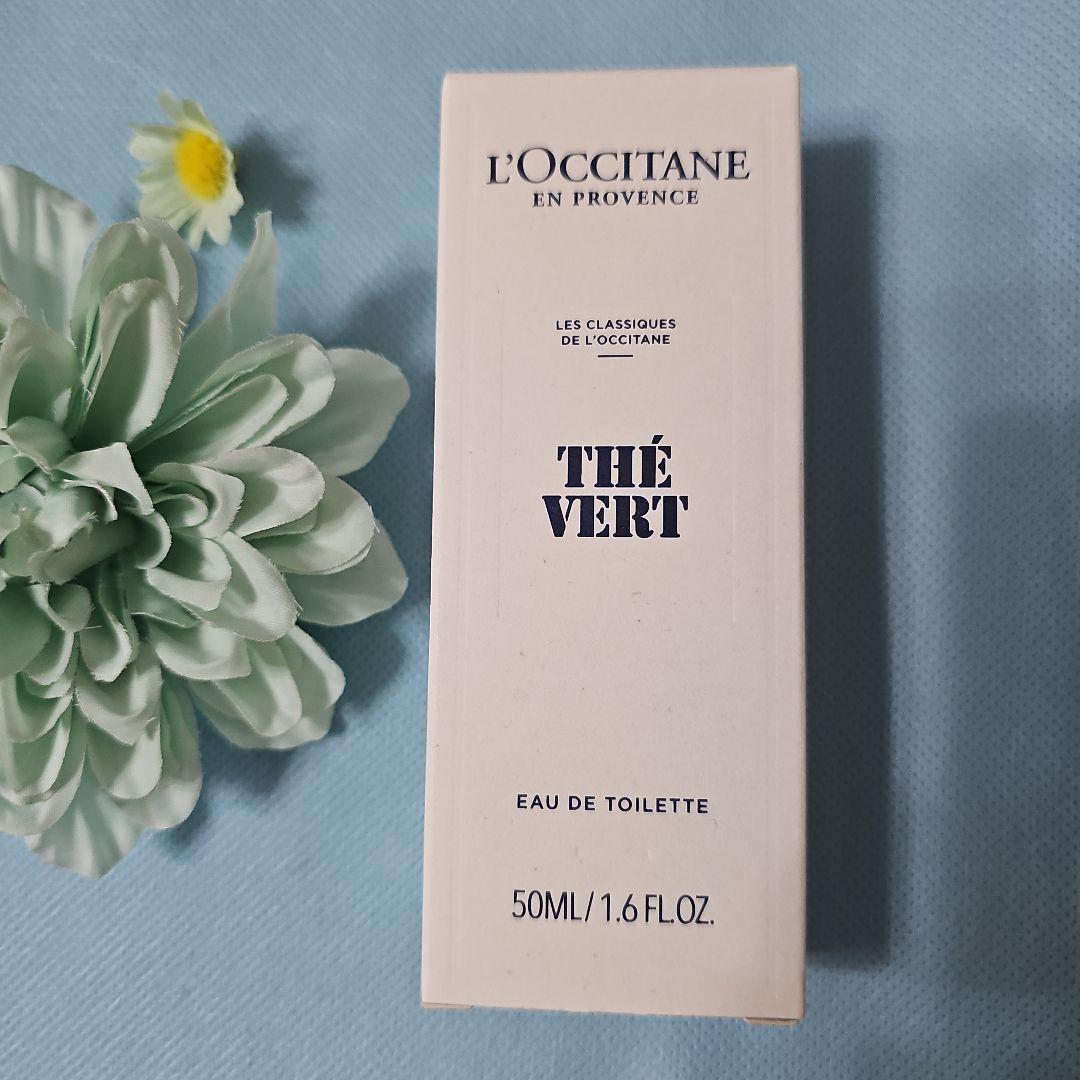 L'OCCITANE
EN PROVENCE
LES CLASSIQUES
DE L'OCCITANE
THÉ
VERT
EAU DE TOILETTE
50ML/1.6 FL.OZ.